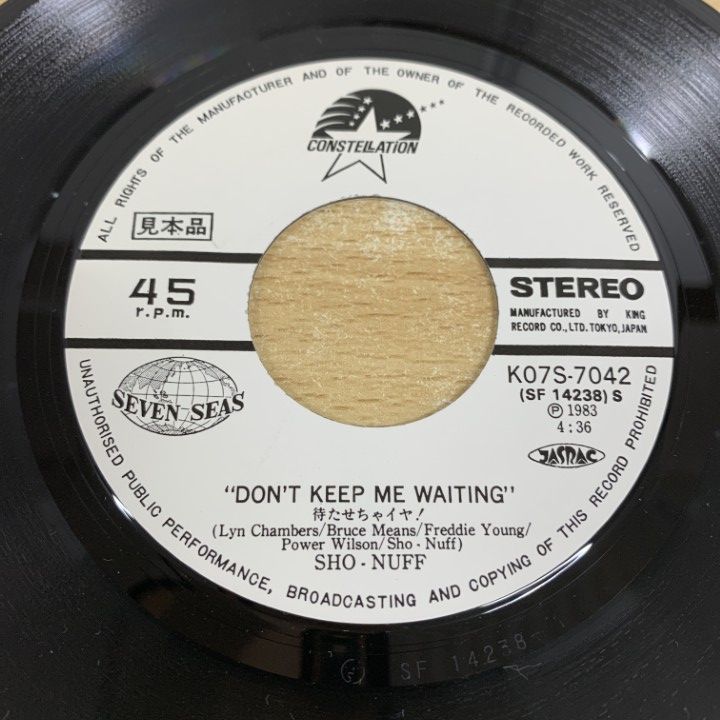 ALL RIGHTS OF THE MANUFACTURER AND OF THE OWNER OF THE RECORDED WORK RESERVED
CONSTELLATION
見本品
45
r.p.m.
STEREO
MANUFACTURED BY KING
RECORD CO., LTD. TOKYO, JAPAN
SEVEN SEAS
K07S-7042
(SF 14238) S
Ⓟ 1983
4:36
JASRAC
"DON'T KEEP ME WAITING"
待たせちゃイヤ!
(Lyn Chambers/Bruce Means/Freddie Young/
Power Wilson/Sho - Nuff)
SHO - NUFF
UNAUTHORISED PUBLIC PERFORMANCE, BROADCASTING AND COPYING OF THIS RECORD PROHIBITED
SF 14238